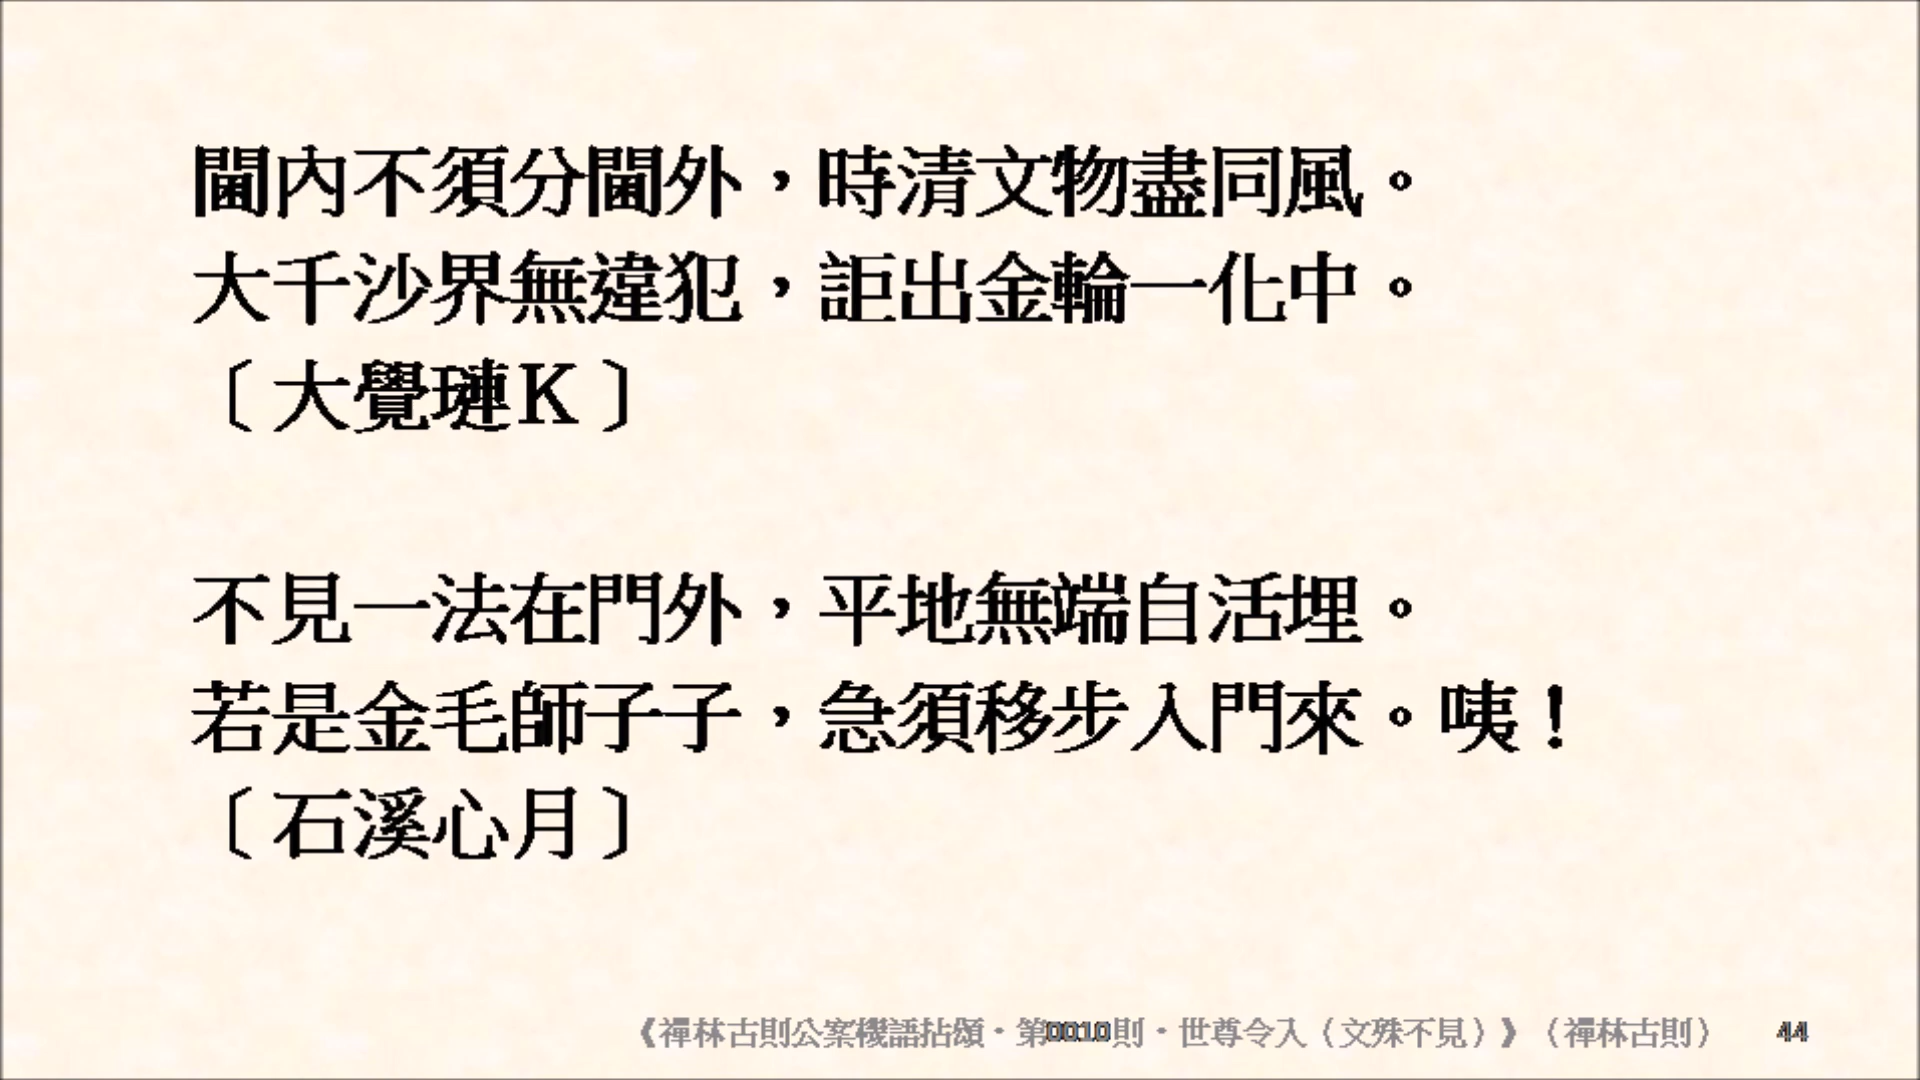 閫內不須分閫外，時清文物盡同風。
大千沙界無違犯，詎出金輪一化中。
〔大覺璉K〕
不見一法在門外，平地無端自活埋。
若是金毛師子子，急須移步入門來。咦！
〔石溪心月〕
《禪林古則公案機語拈頌‧第0010則‧世尊令入（文殊不見）》（禪林古則） 44